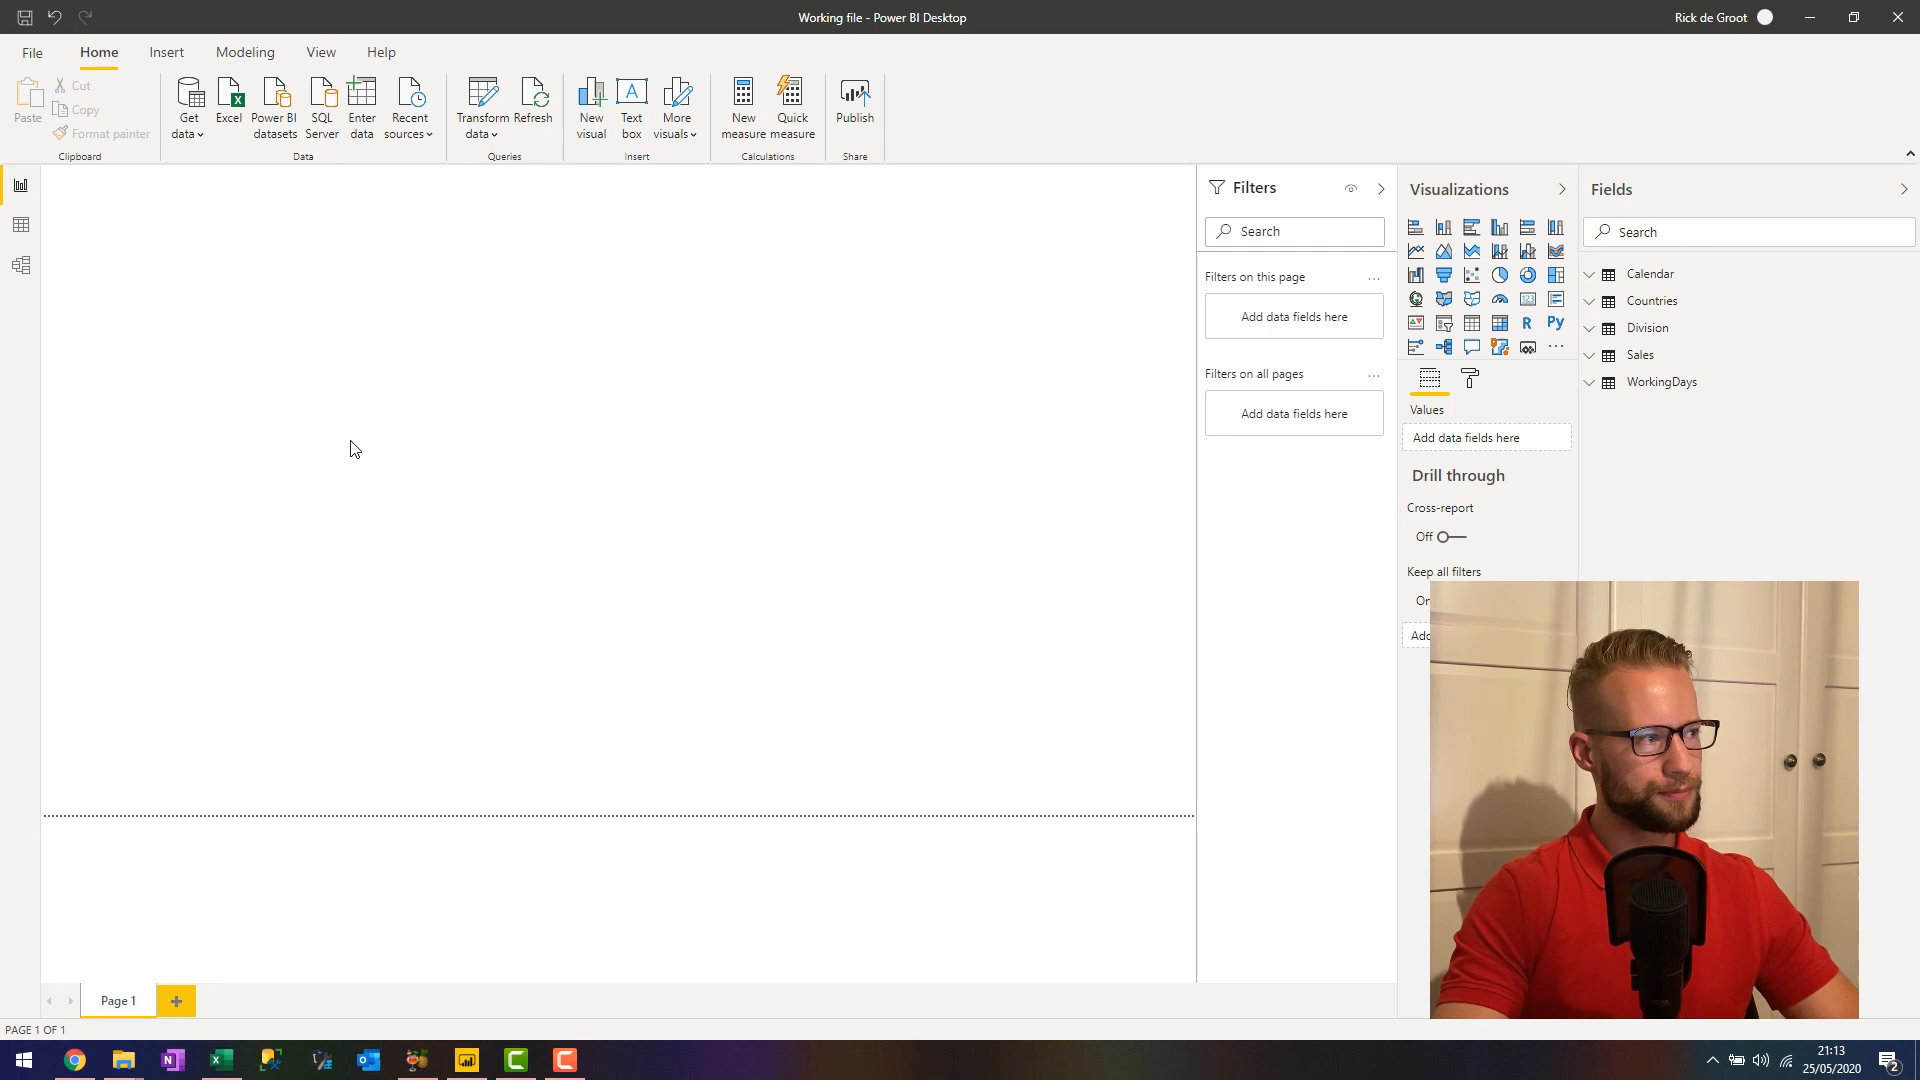 Working file - Power BI Desktop
Rick de Groot
File Home Insert Modeling View Help
Paste
Cut
Copy
Format painter
Clipboard
Get data
Excel
Power BI datasets
SQL Server
Enter data
Recent sources
Data
Transform data
Refresh
Queries
New visual
Text box
More visuals
Insert
New measure
Quick measure
Calculations
Publish
Share
Filters
Search
Filters on this page
Add data fields here
Filters on all pages
Add data fields here
Visualizations
123
R
Py
Values
Add data fields here
Drill through
Cross-report
Off
Keep all filters
On
Add
Fields
Search
Calendar
Countries
Division
Sales
WorkingDays
Page 1
PAGE 1 OF 1
21:13
25/05/2020
2